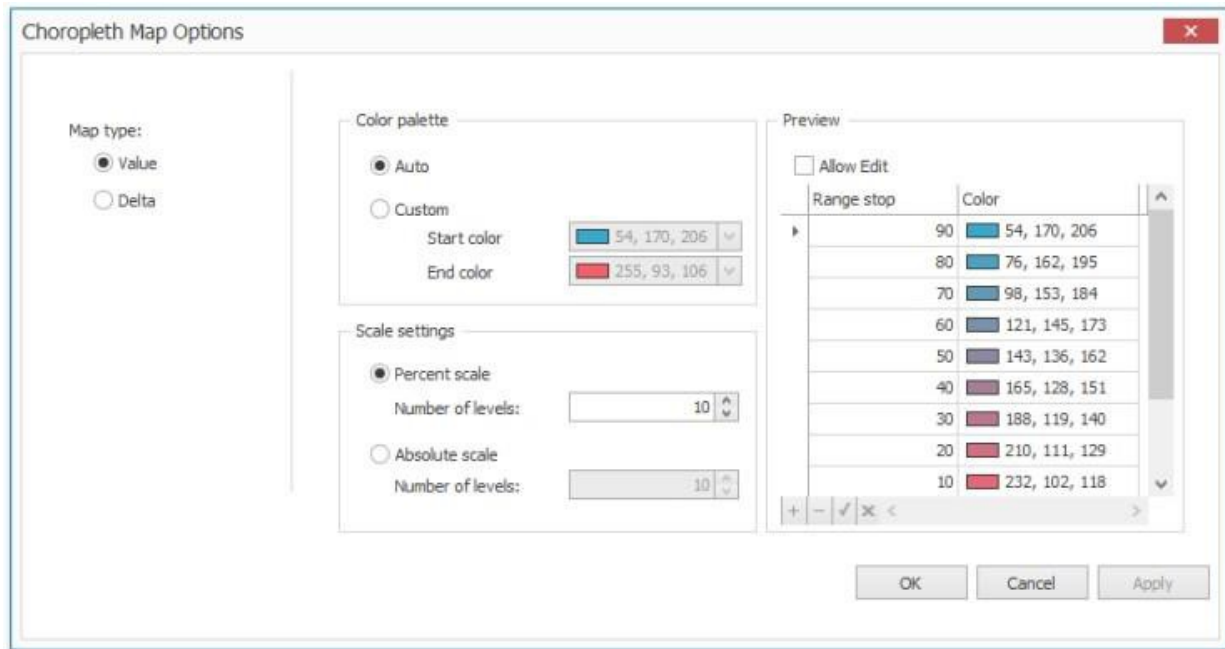 Choropleth Map Options
Map type:
Value
Delta
Color palette
Auto
Custom
Start color 54, 170, 206
End color 255, 93, 106
Scale settings
Percent scale
Number of levels: 10
Absolute scale
Number of levels: 10
Preview
Allow Edit
Range stop Color
90 54, 170, 206
80 76, 162, 195
70 98, 153, 184
60 121, 145, 173
50 143, 136, 162
40 165, 128, 151
30 188, 119, 140
20 210, 111, 129
10 232, 102, 118
OK Cancel Apply